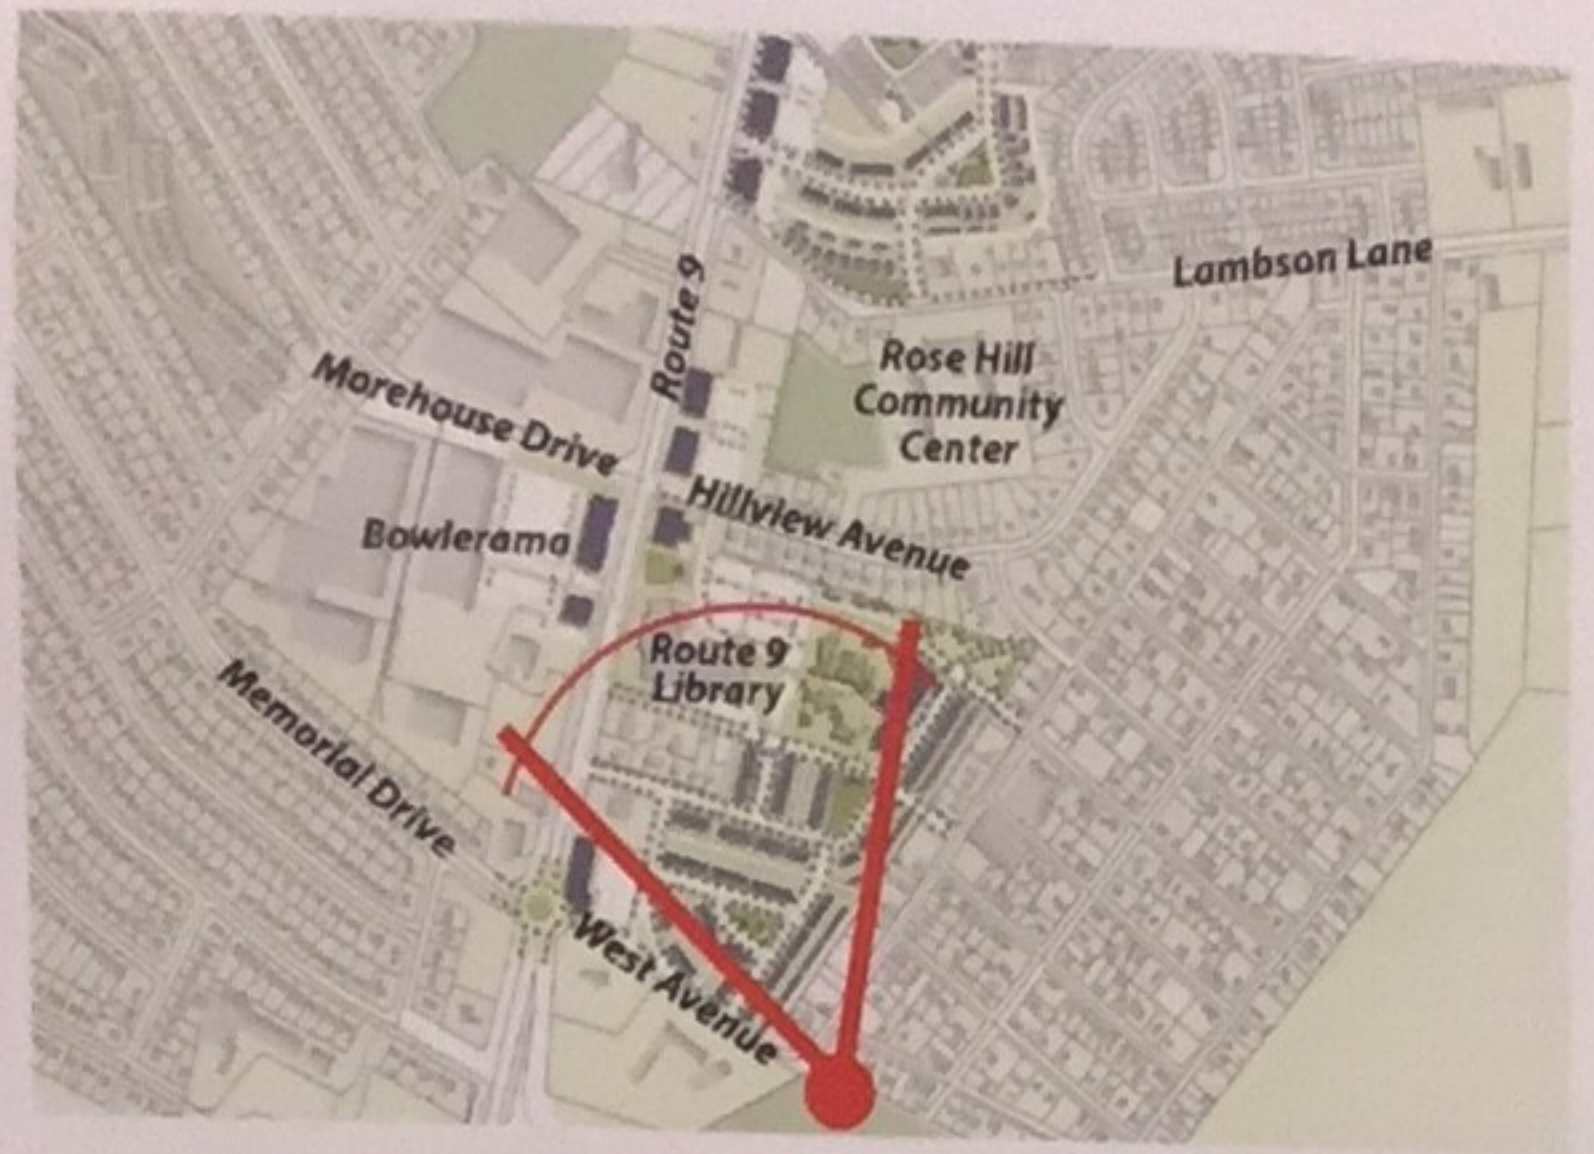 Lambson Lane
Route 9
Rose Hill
Community
Center
Morehouse Drive
Hillview Avenue
Bowlerama
Route 9
Library
Memorial Drive
West Avenue